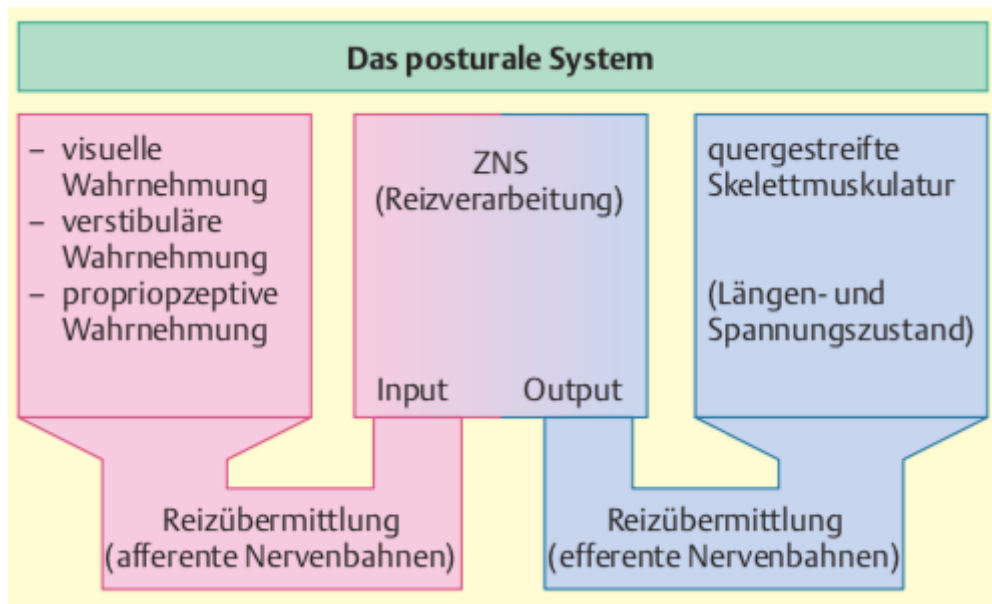 Das posturale System
– visuelle
Wahrnehmung
– verstibuläre
Wahrnehmung
– propriopzeptive
Wahrnehmung
ZNS
(Reizverarbeitung)
Input Output
quergestreifte
Skelettmuskulatur
(Längen- und
Spannungszustand)
Reizübermittlung
(afferente Nervenbahnen)
Reizübermittlung
(efferente Nervenbahnen)